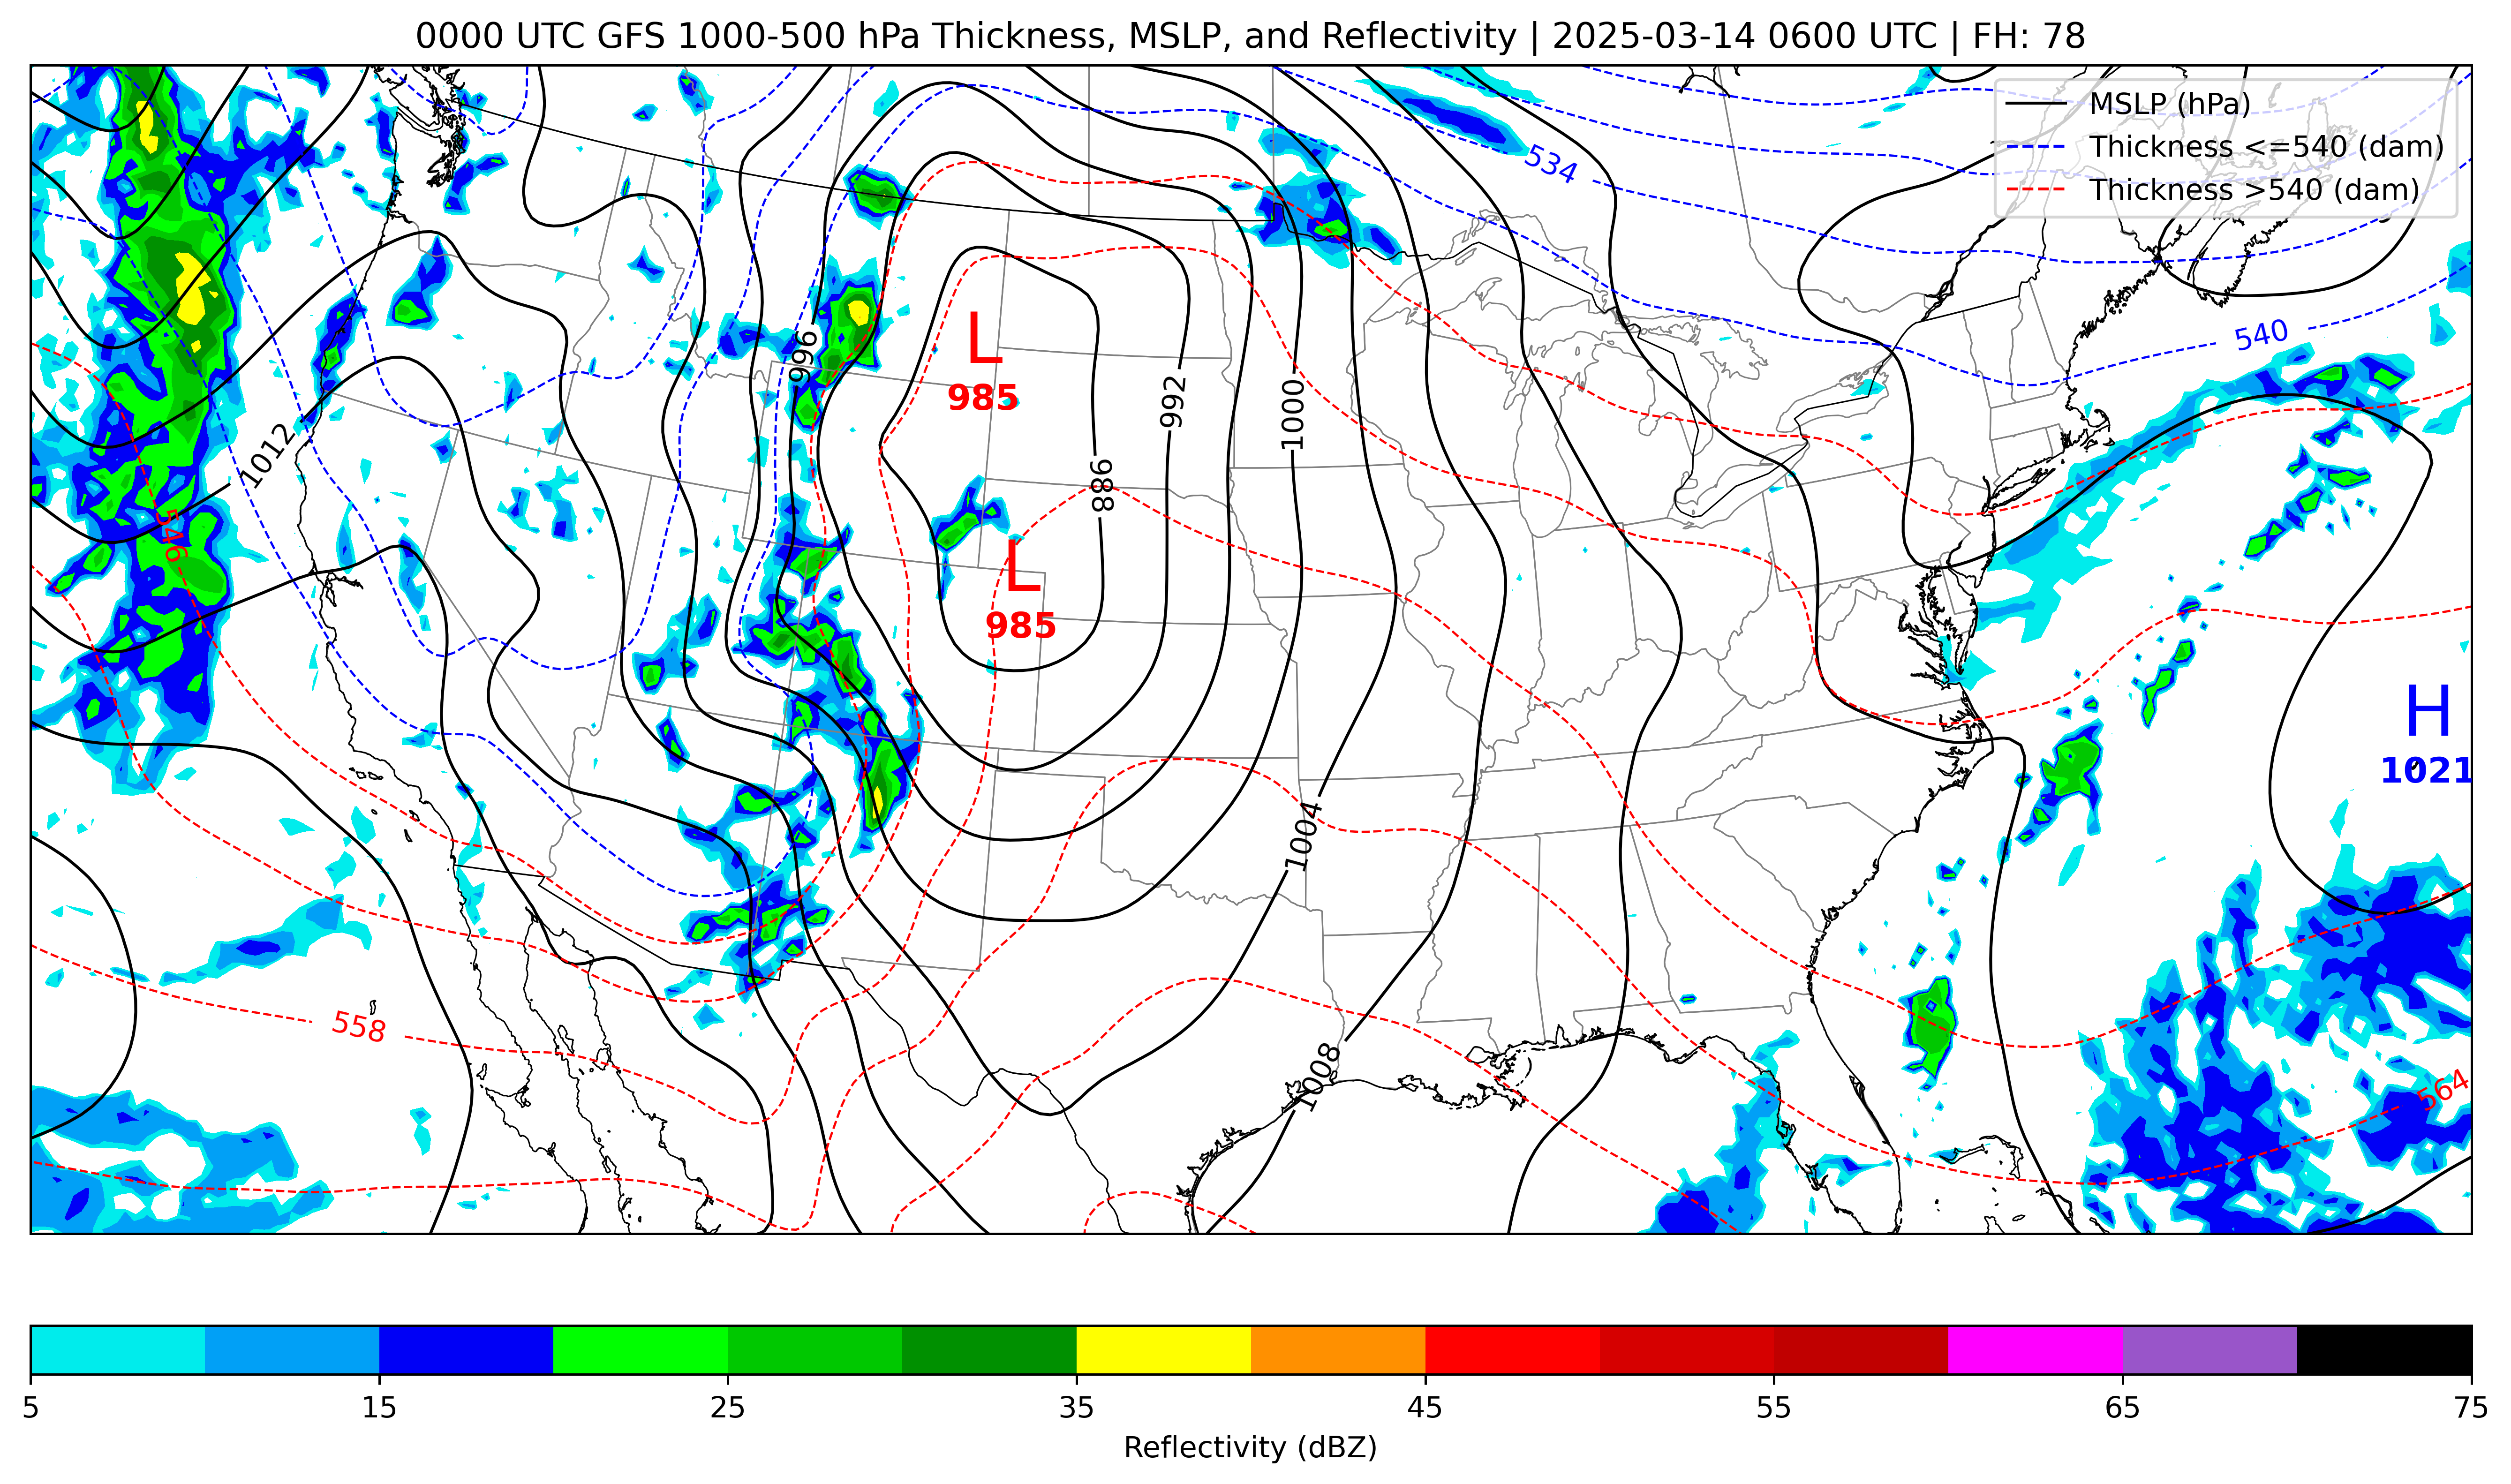 0000 UTC GFS 1000-500 hPa Thickness, MSLP, and Reflectivity | 2025-03-14 0600 UTC | FH: 78
MSLP (hPa)
Thickness <=540 (dam)
Thickness >540 (dam)
534
540
996
L
985
992
1000
1012
988
546
L
985
H
1021
1004
558
1008
564
5
15
25
35
45
55
65
75
Reflectivity (dBZ)